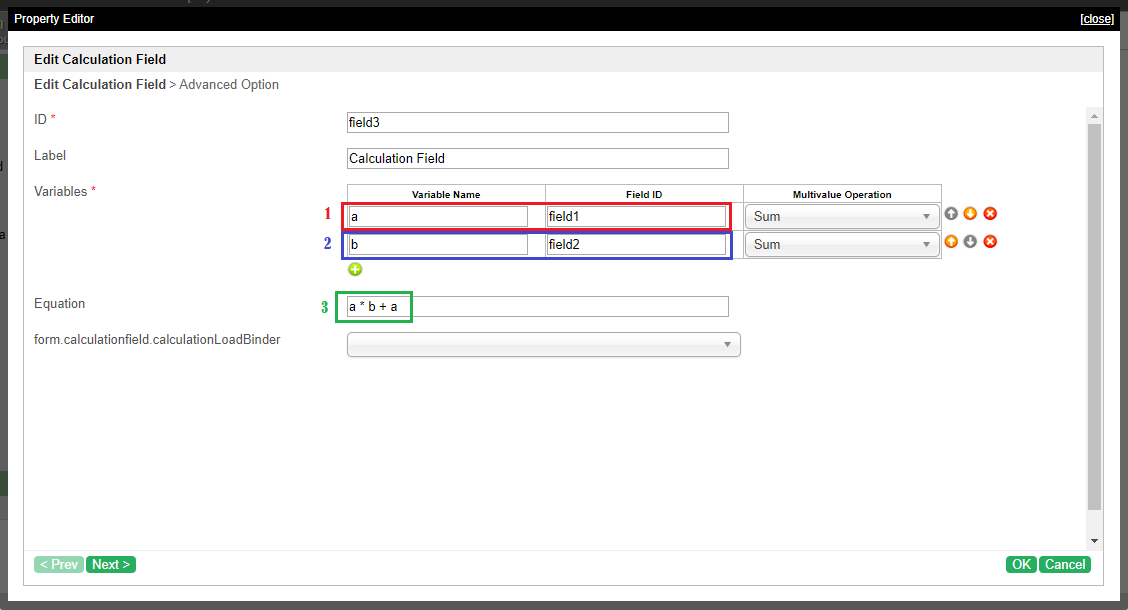 Property Editor [close]
Edit Calculation Field
Edit Calculation Field > Advanced Option
ID *
field3
Label
Calculation Field
Variables *
Variable Name Field ID Multivalue Operation
1 a field1 Sum
2 b field2 Sum
Equation 3 a * b + a
form.calculationfield.calculationLoadBinder
< Prev Next > OK Cancel